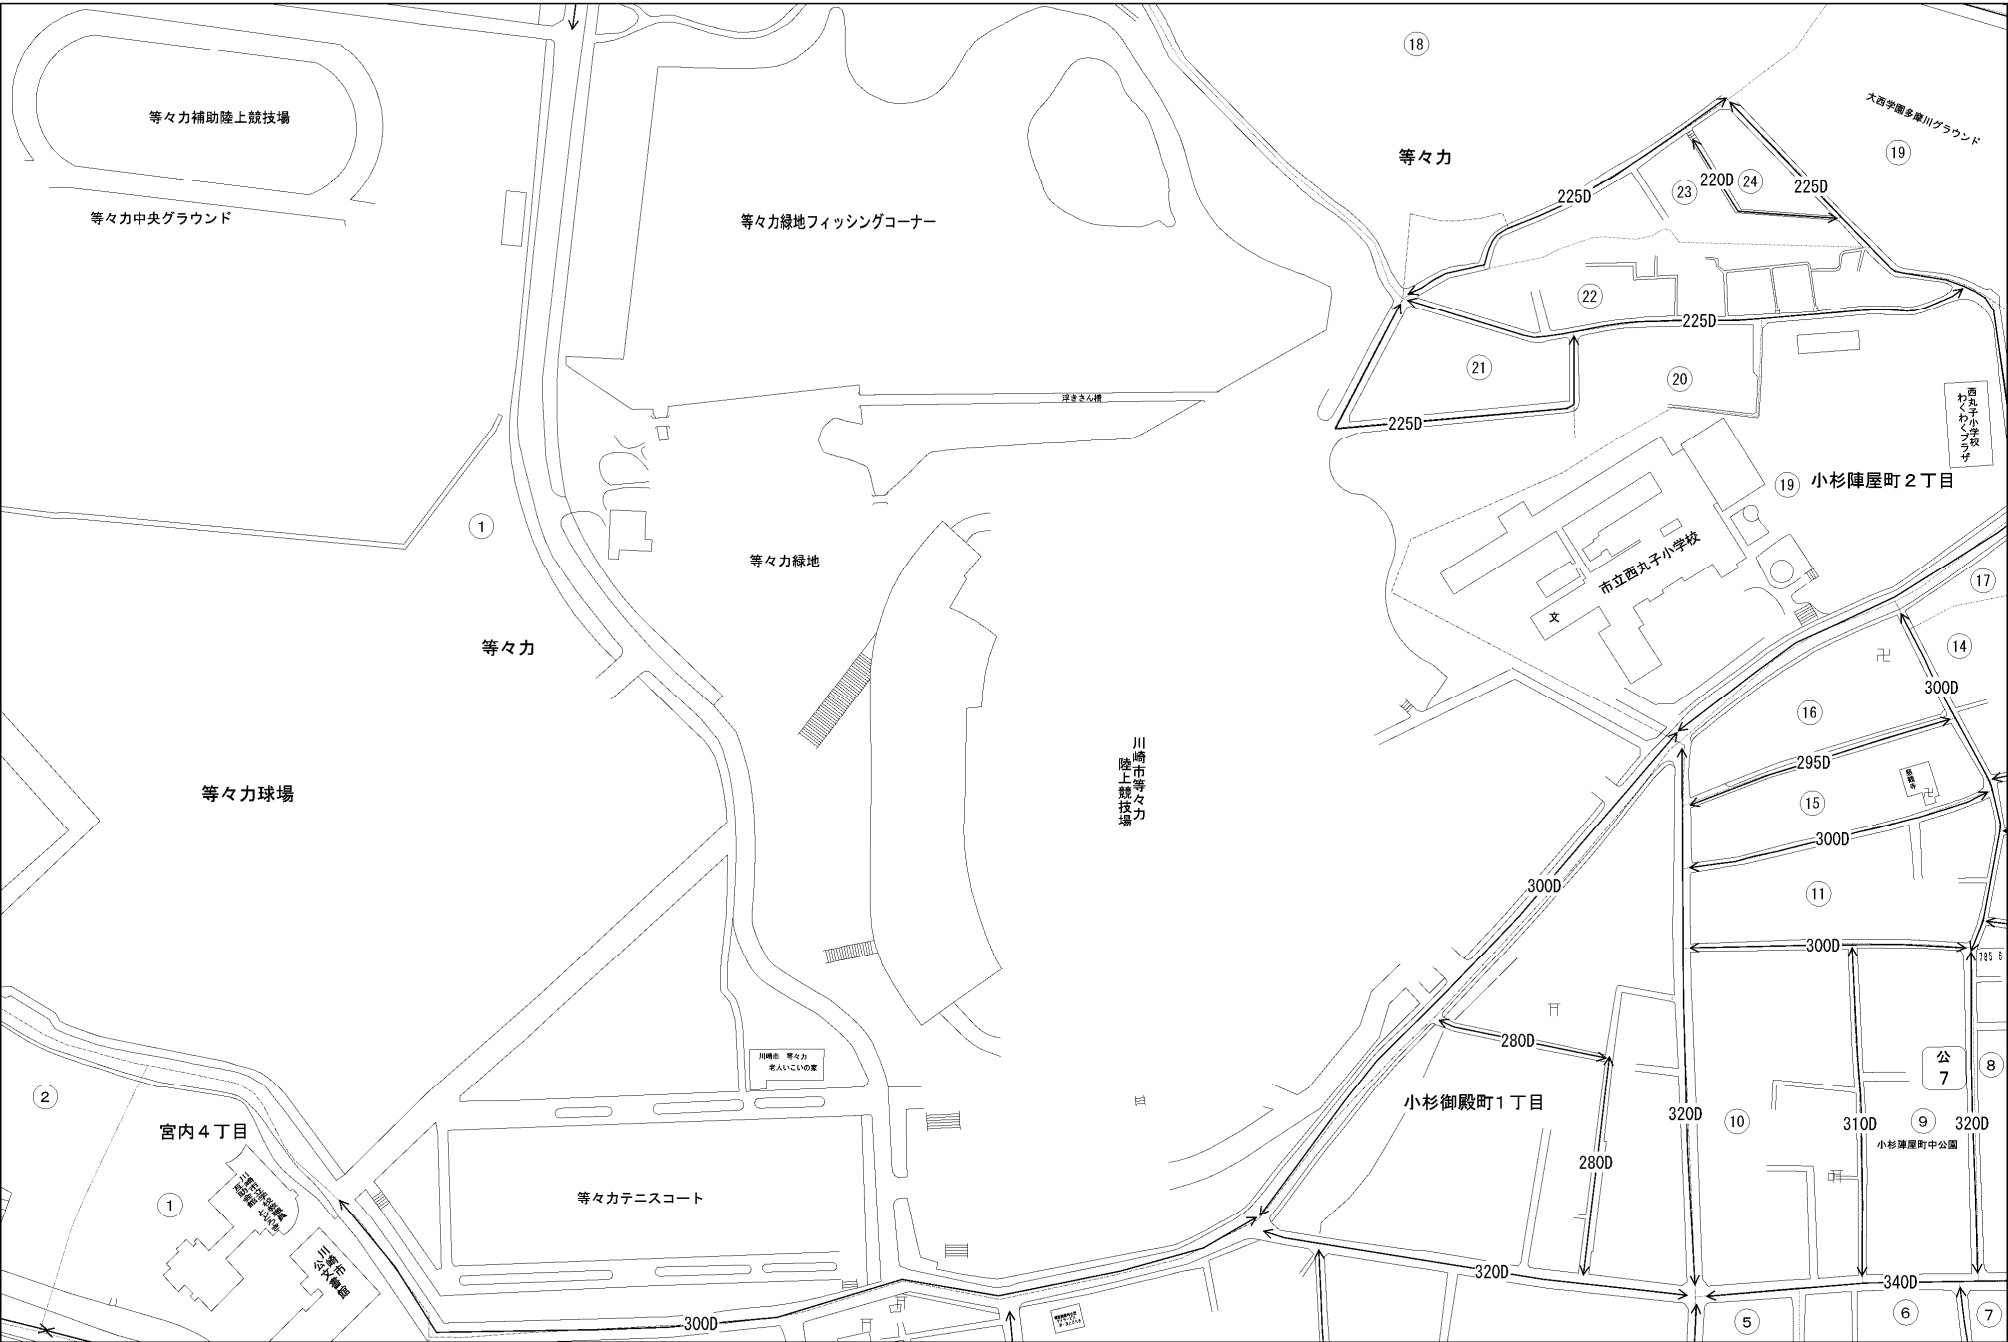 18
大西学園多摩川グラウンド
19
等々力補助陸上競技場
等々力
23
220D
24
225D
225D
等々力中央グラウンド
等々力緑地フィッシングコーナー
22
225D
21
20
浮きさん橋
西丸子小学校
わくわくプラザ
225D
19
小杉陣屋町2丁目
1
市立西丸子小学校
等々力緑地
文
17
等々力
14
300D
16
川崎市等々力
陸上競技場
295D
等々力球場
15
300D
300D
11
300D
785 6
280D
川崎市 等々力
老人いこいの家
公
7
8
2
小杉御殿町1丁目
320D
10
310D
9
320D
宮内4丁目
小杉陣屋町中公園
280D
等々力テニスコート
1
川崎市
公文書館
320D
340D
300D
5
6
7